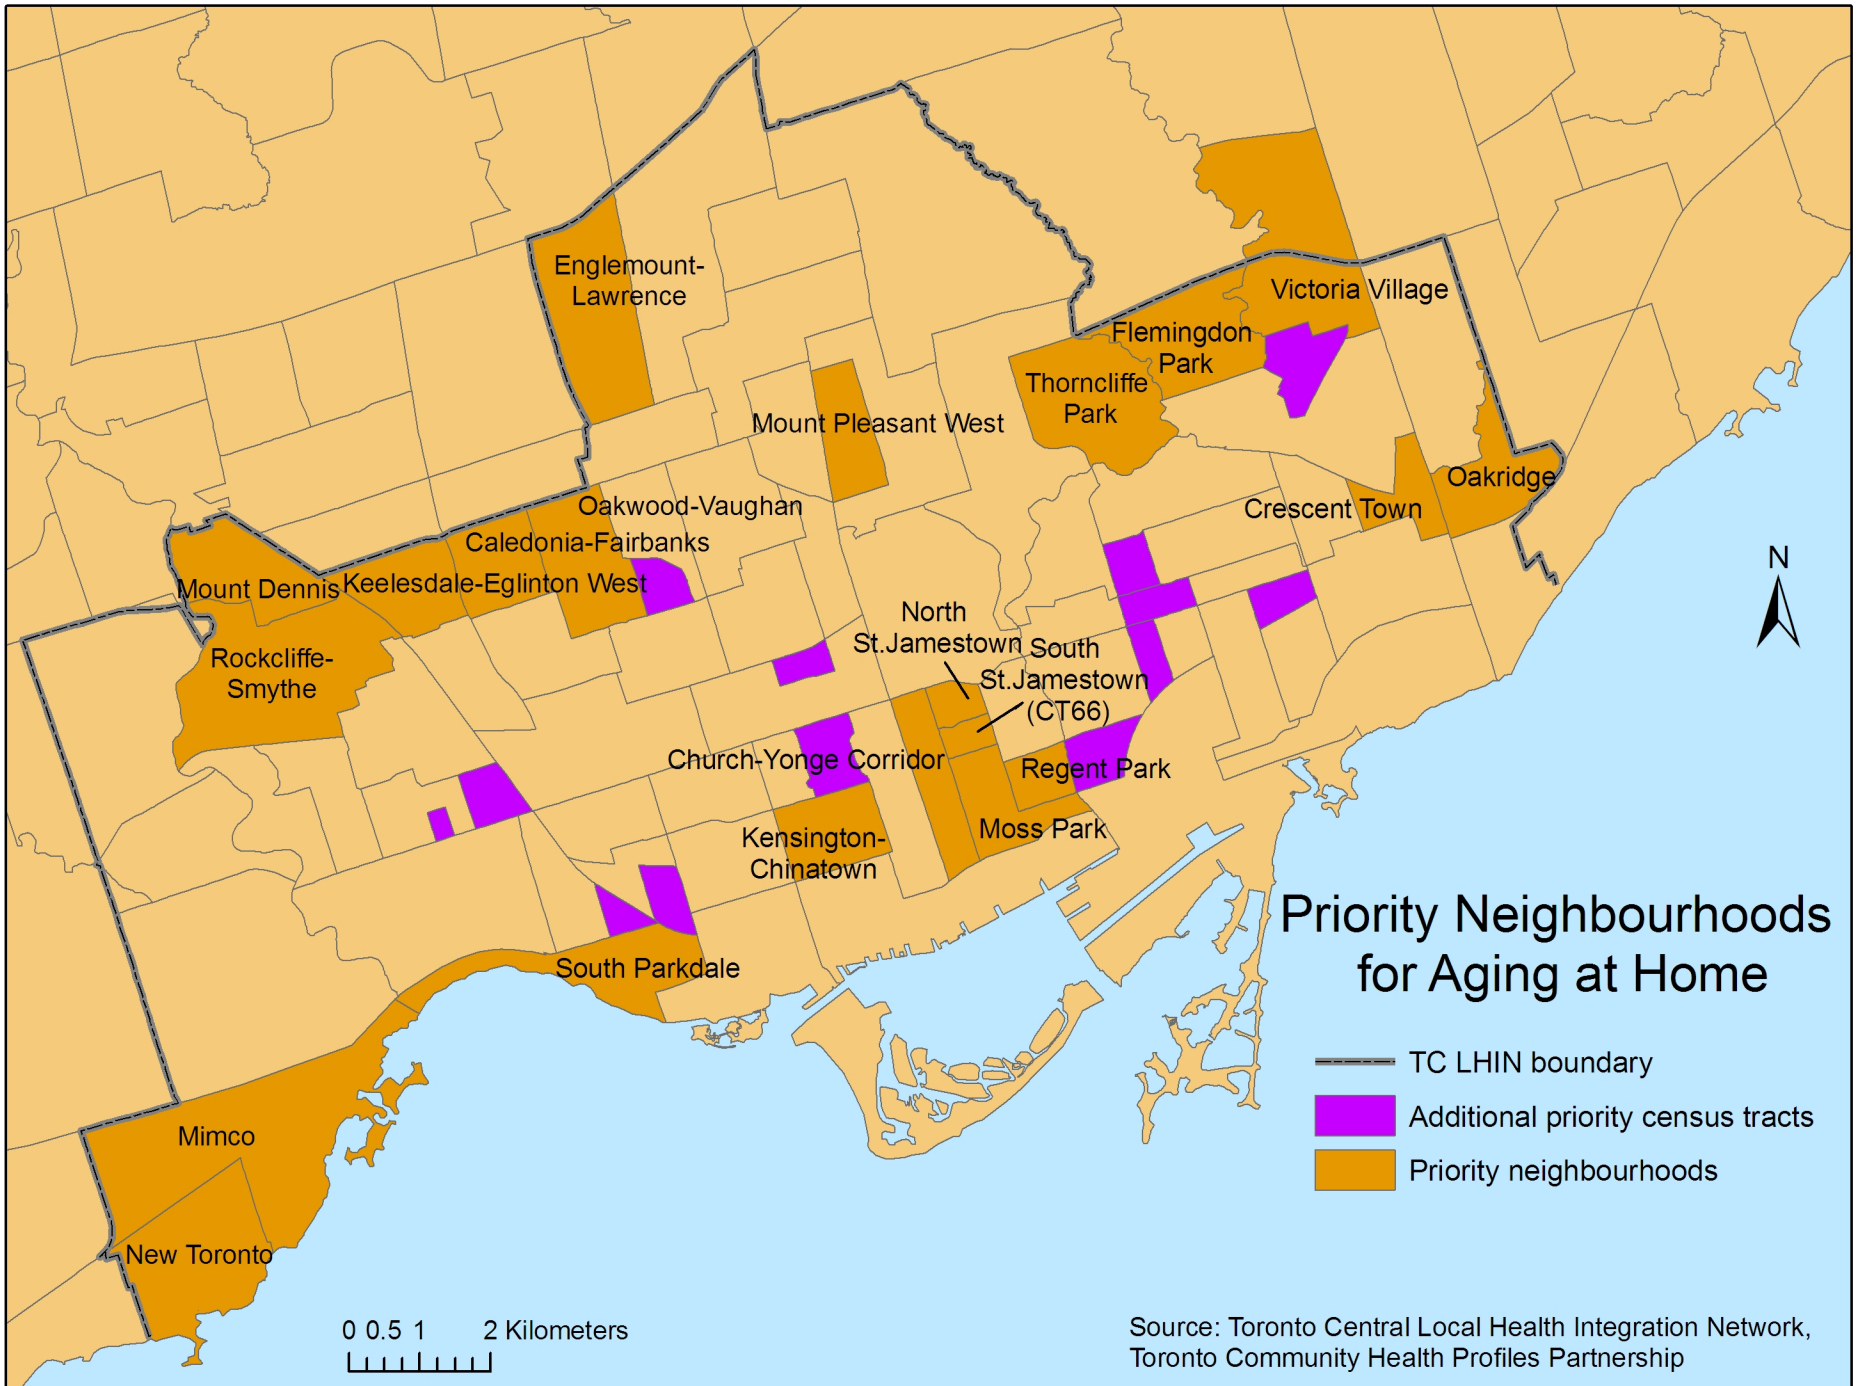 Englemount-
Lawrence
Victoria Village
Flemingdon
Park
Thorncliffe
Park
Mount Pleasant West
Oakridge
Crescent Town
Oakwood-Vaughan
Caledonia-Fairbanks
Keelesdale-Eglinton West
Mount Dennis
Rockcliffe-
Smythe
North
St.Jamestown
South
St.Jamestown
(CT66)
Church-Yonge Corridor
Regent Park
Moss Park
Kensington-
Chinatown
South Parkdale
Mimco
New Toronto
N
Priority Neighbourhoods
for Aging at Home
TC LHIN boundary
Additional priority census tracts
Priority neighbourhoods
0 0.5 1 2 Kilometers
Source: Toronto Central Local Health Integration Network,
Toronto Community Health Profiles Partnership